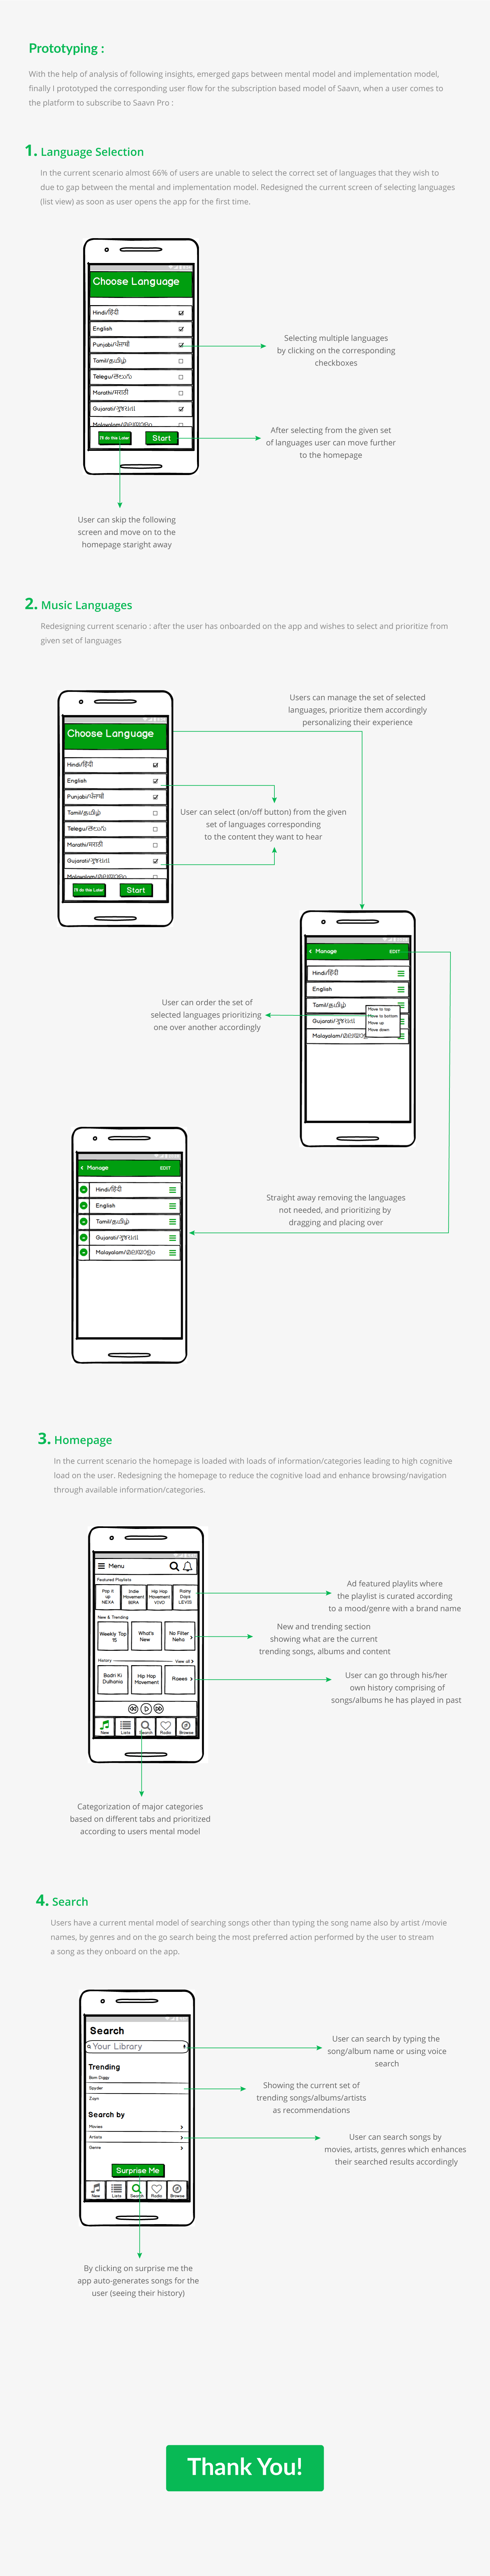 Prototyping :
With the help of analysis of following insights, emerged gaps between mental model and implementation model,
finally I prototyped the corresponding user flow for the subscription based model of Saavn, when a user comes to
the platform to subscribe to Saavn Pro :
1. Language Selection
In the current scenario almost 66% of users are unable to select the correct set of languages that they wish to
due to gap between the mental and implementation model. Redesigned the current screen of selecting languages
(list view) as soon as user opens the app for the first time.
Choose Language
Hindi/हिंदी
English
Punjabi/ਪੰਜਾਬੀ
Tamil/தமிழ்
Telegu/తెలుగు
Marathi/मराठी
Gujarati/ગુજરાતી
Malayalam/മലയാളം
I'll do this Later
Start
Selecting multiple languages
by clicking on the corresponding
checkboxes
After selecting from the given set
of languages user can move further
to the homepage
User can skip the following
screen and move on to the
homepage staright away
2. Music Languages
Redesigning current scenario : after the user has onboarded on the app and wishes to select and prioritize from
given set of languages
Users can manage the set of selected
languages, prioritize them accordingly
personalizing their experience
Choose Language
Hindi/हिंदी
English
Punjabi/ਪੰਜਾਬੀ
Tamil/தமிழ்
Telegu/తెలుగు
Marathi/मराठी
Gujarati/ગુજરાતી
Malayalam/മലയാളം
I'll do this Later
Start
User can select (on/off button) from the given
set of languages corresponding
to the content they want to hear
< Manage
EDIT
Hindi/हिंदी
English
Tamil/தமிழ்
Gujarati/ગુજરાતી
Malayalam/മലയാളം
Move to top
Move to bottom
Move up
Move down
User can order the set of
selected languages prioritizing
one over another accordingly
< Manage
EDIT
Hindi/हिंदी
English
Tamil/தமிழ்
Gujarati/ગુજરાતી
Malayalam/മലയാളം
Straight away removing the languages
not needed, and prioritizing by
dragging and placing over
3. Homepage
In the current scenario the homepage is loaded with loads of information/categories leading to high cognitive
load on the user. Redesigning the homepage to reduce the cognitive load and enhance browsing/navigation
through available information/categories.
Menu
Featured Playlists
Pop it up NEXA
Indie Movement BIRA
Hip Hop Movement VIVO
Rainy Days LEVIS
New & Trending
Weekly Top 15
What's New
No Filter Neha >
History
View all >
Badri Ki Dulhania
Hip Hop Movement
Raees >
New
Lists
Search
Radio
Browse
Ad featured playlits where
the playlist is curated according
to a mood/genre with a brand name
New and trending section
showing what are the current
trending songs, albums and content
User can go through his/her
own history comprising of
songs/albums he has played in past
Categorization of major categories
based on different tabs and prioritized
according to users mental model
4. Search
Users have a current mental model of searching songs other than typing the song name also by artist /movie
names, by genres and on the go search being the most preferred action performed by the user to stream
a song as they onboard on the app.
Search
Your Library
Trending
Bom Diggy
Spyder
Zayn
Search by
Movies >
Artists >
Genre >
Surprise Me
New
Lists
Search
Radio
Browse
User can search by typing the
song/album name or using voice
search
Showing the current set of
trending songs/albums/artists
as recommendations
User can search songs by
movies, artists, genres which enhances
their searched results accordingly
By clicking on surprise me the
app auto-generates songs for the
user (seeing their history)
Thank You!